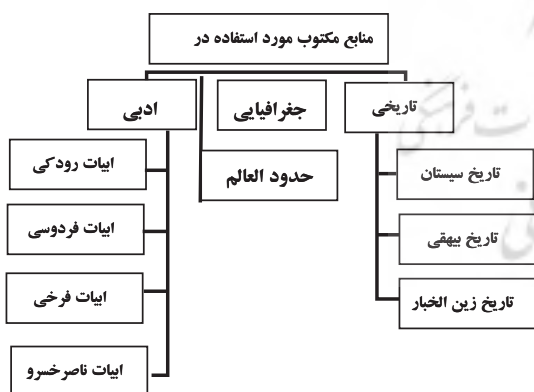 منابع مکتوب مورد استفاده در
تاریخی
جغرافیایی
ادبی
تاریخ سیستان
تاریخ بیهقی
تاریخ زین الخبار
حدود العالم
ابیات رودکی
ابیات فردوسی
ابیات فرخی
ابیات ناصرخسرو